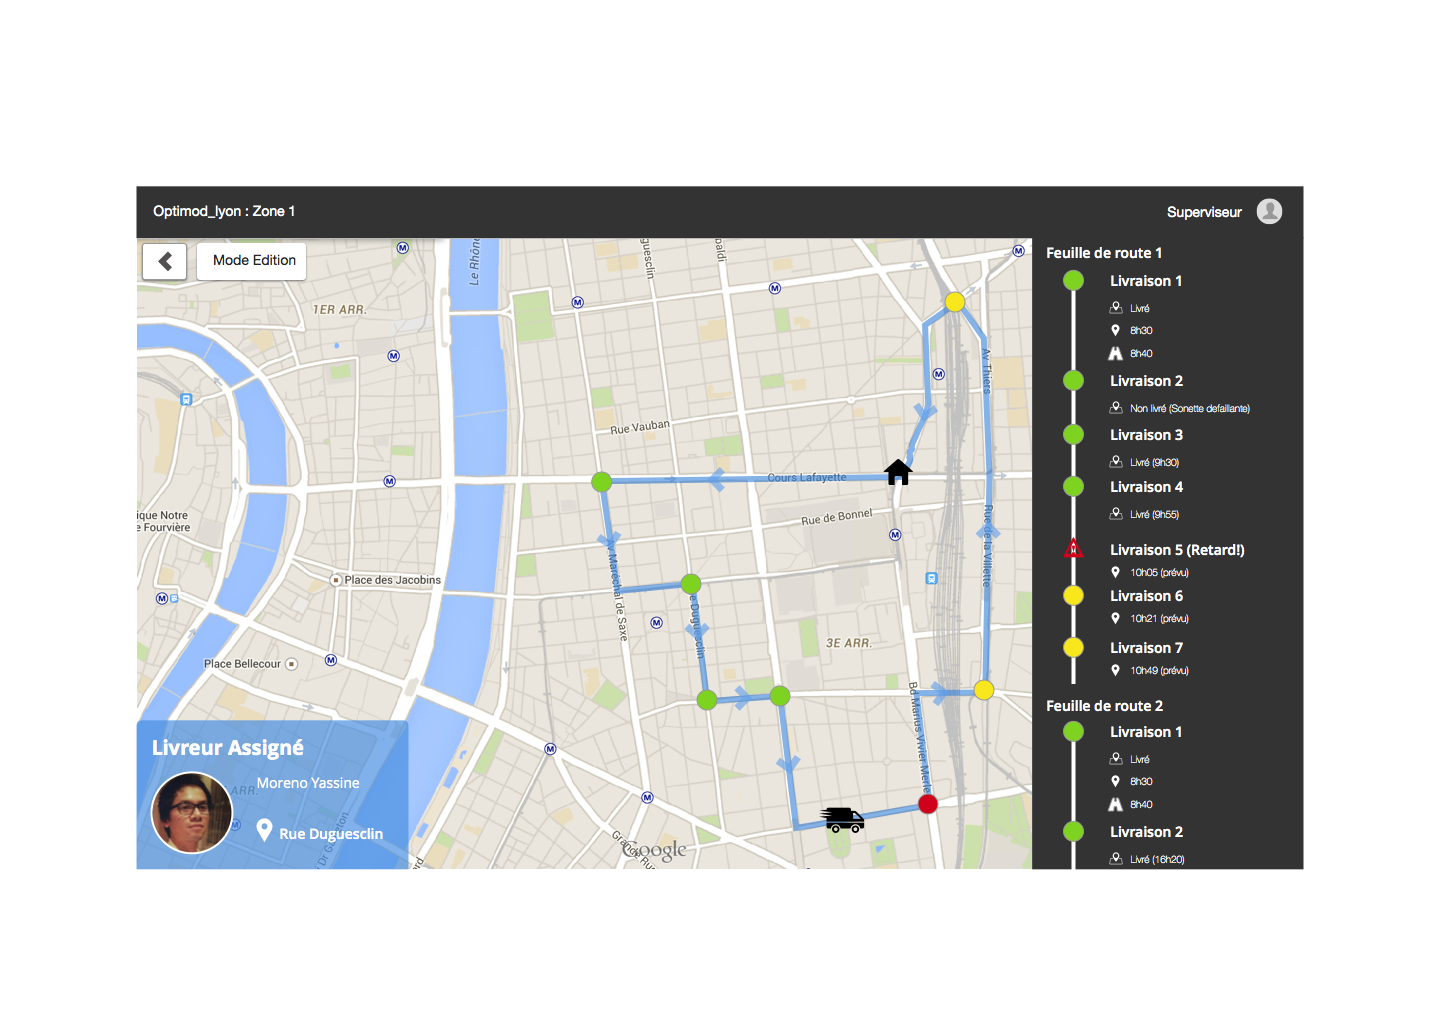 Optimod_lyon : Zone 1
Superviseur
Mode Edition
Le Rhône
guesclin
baldi
1ER ARR.
Rue Vauban
Av Thiers
Cours Lafayette
Rue de Bonnel
Rue de la Villette
ique Notre
e Fourvière
Place des Jacobins
Av. Maréchal de Saxe
e Duguesclin
3E ARR.
Place Bellecour
Bd Marius Vivier Merle
Grande Rue
Google
Livreur Assigné
Moreno Yassine
ARR.
Rue Duguesclin
Feuille de route 1
Livraison 1
Livré
8h30
8h40
Livraison 2
Non livré (Sonette defaillante)
Livraison 3
Livré (9h30)
Livraison 4
Livré (9h55)
Livraison 5 (Retard!)
10h05 (prévu)
Livraison 6
10h21 (prévu)
Livraison 7
10h49 (prévu)
Feuille de route 2
Livraison 1
Livré
8h30
8h40
Livraison 2
Livré (16h20)